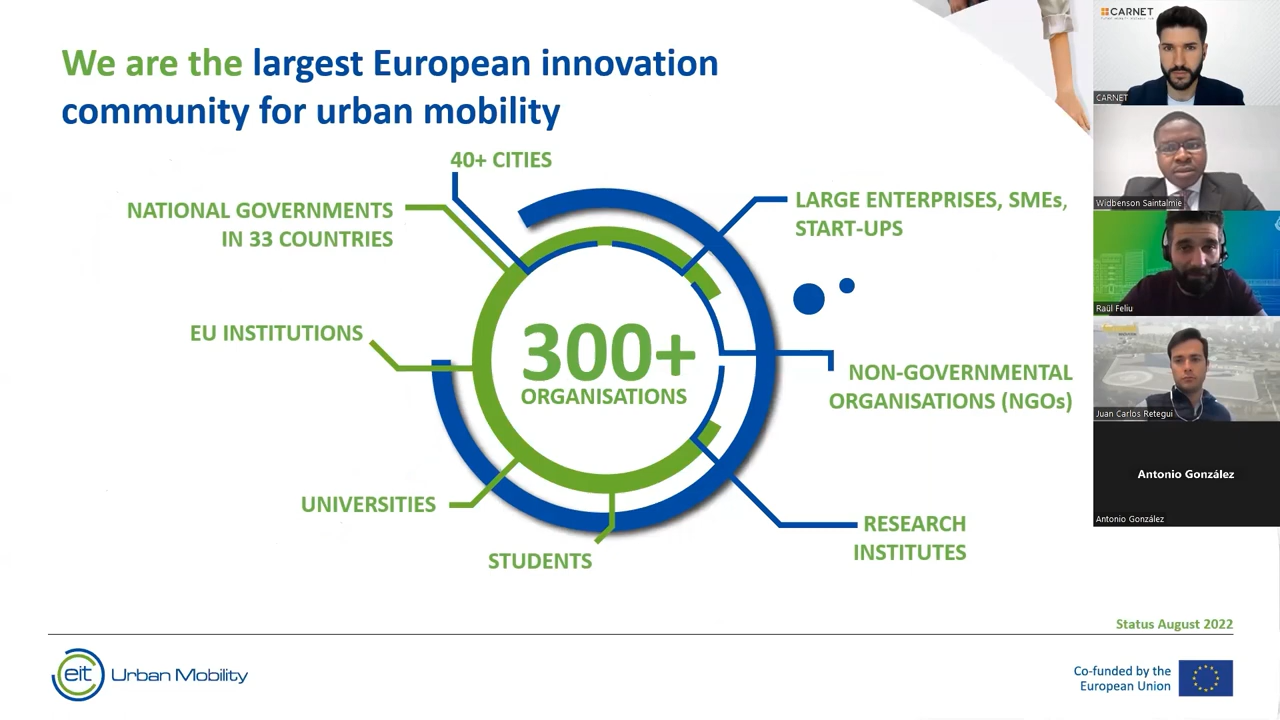 We are the largest European innovation
community for urban mobility
40+ CITIES
NATIONAL GOVERNMENTS
IN 33 COUNTRIES
LARGE ENTERPRISES, SMEs,
START-UPS
EU INSTITUTIONS
300+
ORGANISATIONS
NON-GOVERNMENTAL
ORGANISATIONS (NGOs)
UNIVERSITIES
STUDENTS
RESEARCH
INSTITUTES
Status August 2022
eit Urban Mobility
Co-funded by the
European Union
CARNET
CARNET
Widbenson Saintalmie
Raül Feliu
Juan Carlos Retegui
Antonio González
Antonio González